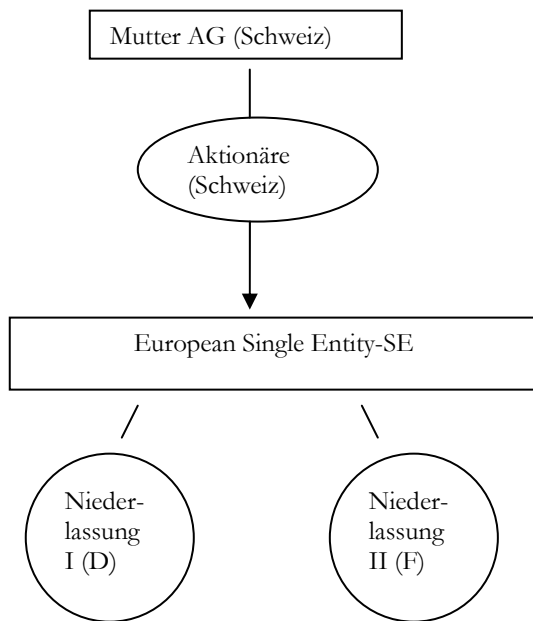 Mutter AG (Schweiz)
Aktionäre
(Schweiz)
European Single Entity-SE
Nieder-
lassung
I (D)
Nieder-
lassung
II (F)